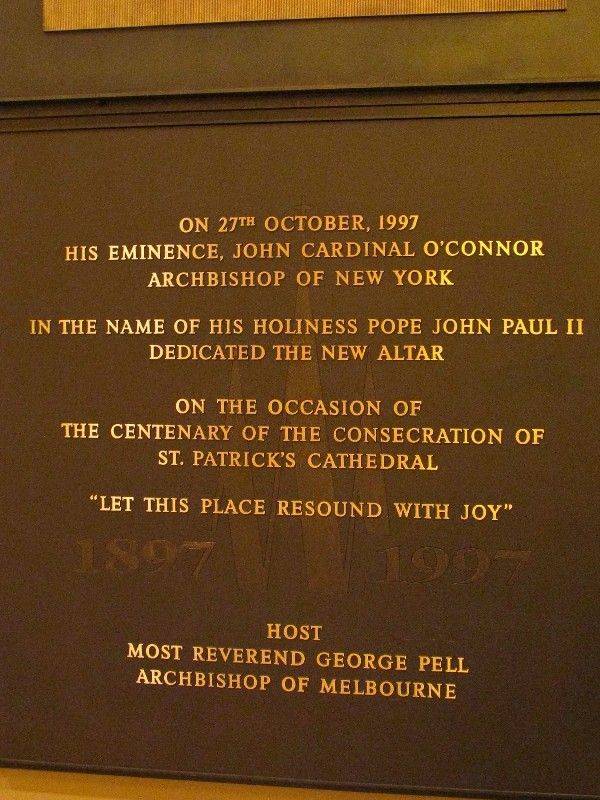 ON 27TH OCTOBER, 1997
HIS EMINENCE, JOHN CARDINAL O'CONNOR
ARCHBISHOP OF NEW YORK
IN THE NAME OF HIS HOLINESS POPE JOHN PAUL II
DEDICATED THE NEW ALTAR
ON THE OCCASION OF
THE CENTENARY OF THE CONSECRATION OF
ST. PATRICK'S CATHEDRAL
"LET THIS PLACE RESOUND WITH JOY"
1897 1997
HOST
MOST REVEREND GEORGE PELL
ARCHBISHOP OF MELBOURNE